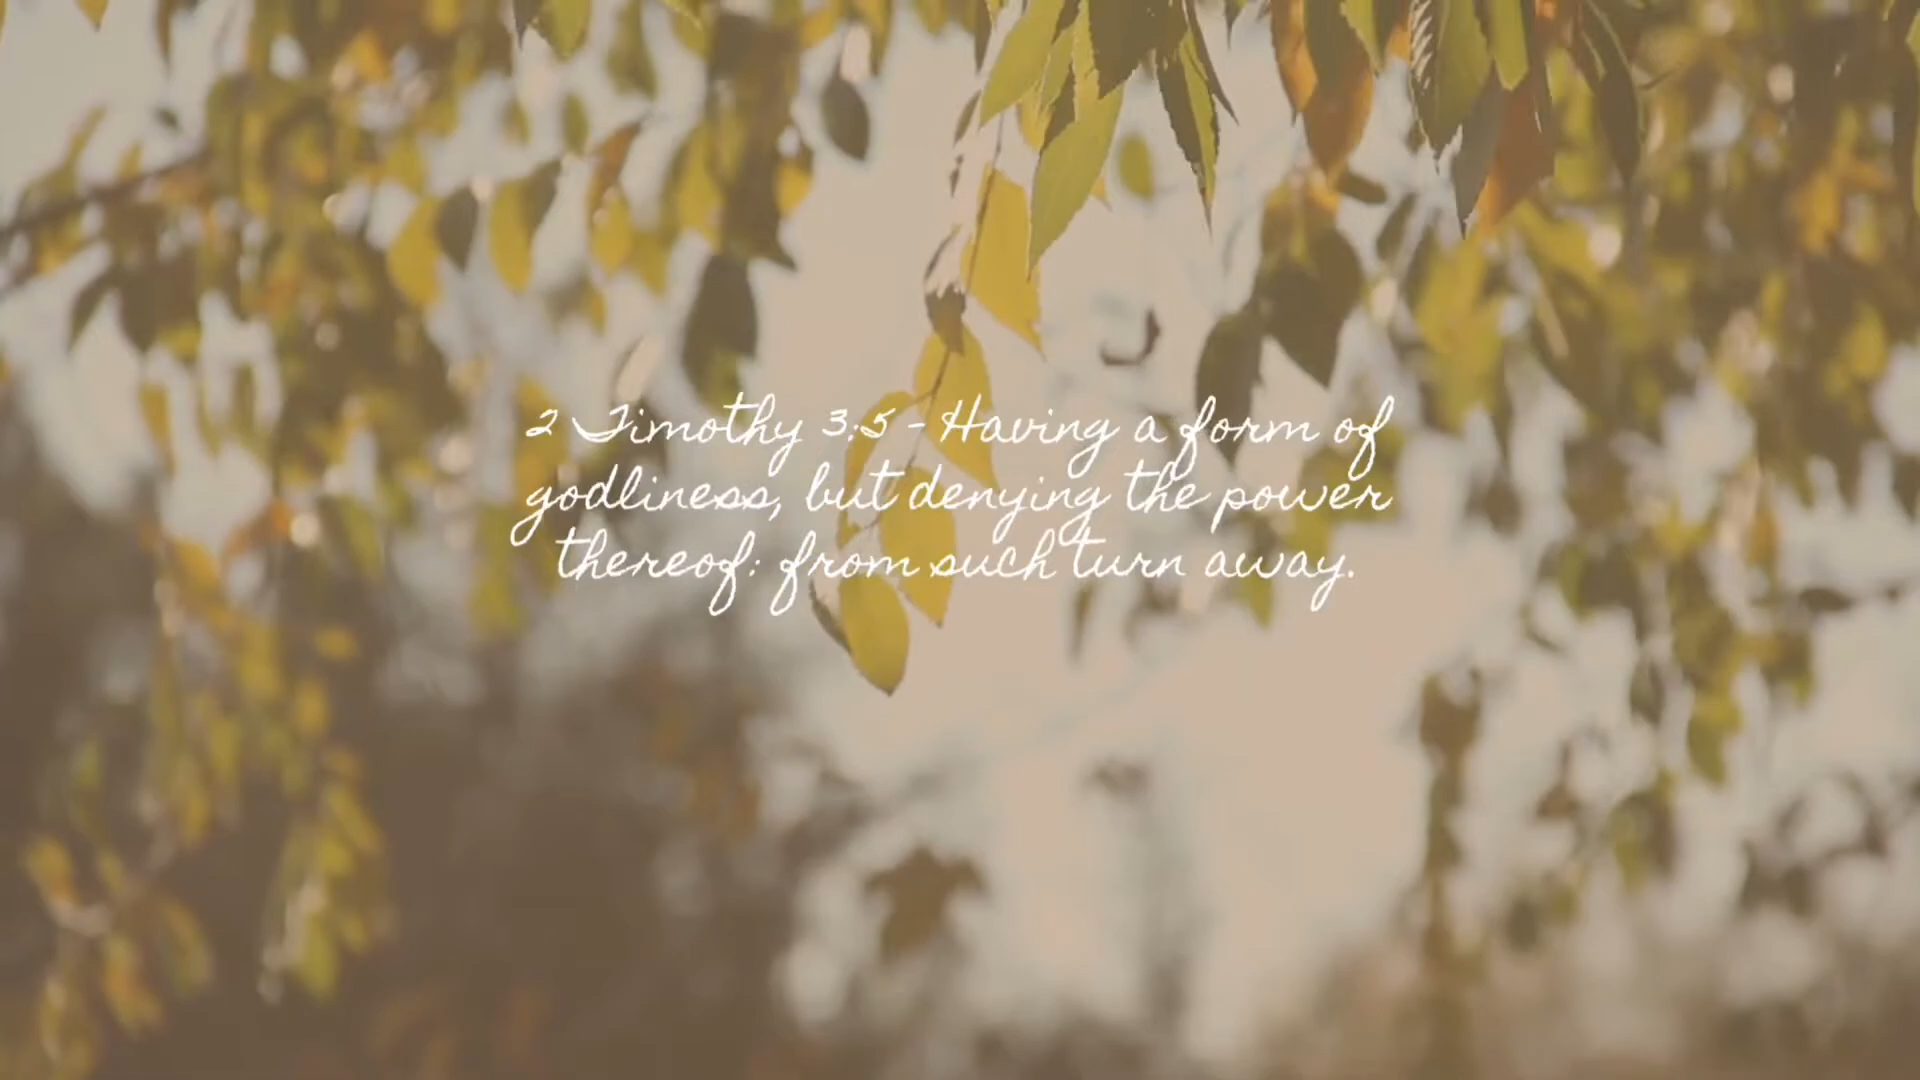 2 Timothy 3:5 - Having a form of
godliness, but denying the power
thereof: from such turn away.